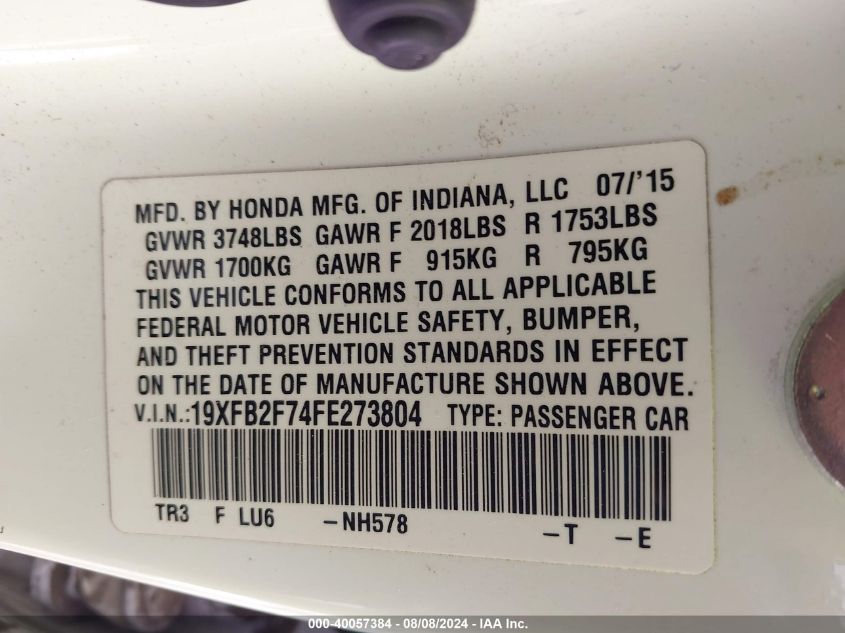 MFD. BY HONDA MFG. OF INDIANA, LLC 07/'15
GVWR 3748LBS GAWR F 2018LBS R 1753LBS
GVWR 1700KG GAWR F 915KG R 795KG
THIS VEHICLE CONFORMS TO ALL APPLICABLE
FEDERAL MOTOR VEHICLE SAFETY, BUMPER,
AND THEFT PREVENTION STANDARDS IN EFFECT
ON THE DATE OF MANUFACTURE SHOWN ABOVE.
V.I.N.:19XFB2F74FE273804 TYPE: PASSENGER CAR
TR3 F LU6 -NH578 -T -E
000-40057384 | 08/08/2024 - IAA Inc.